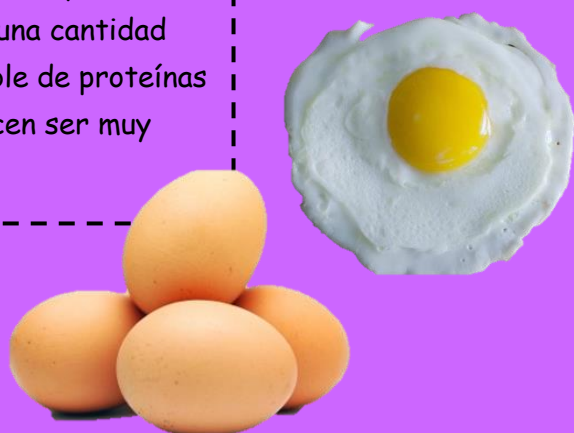 una cantidad
ble de proteínas
cen ser muy